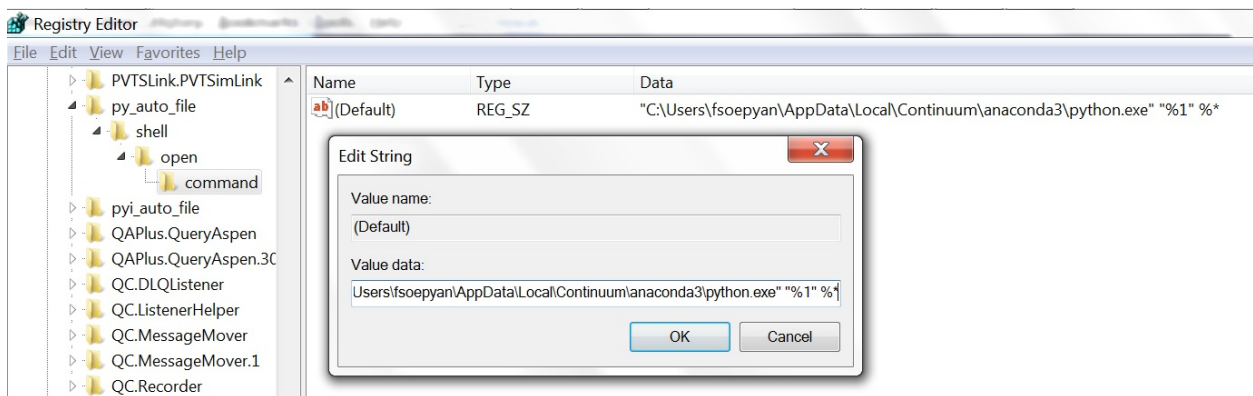 Registry Editor
File Edit View Favorites Help
PVTSLink.PVTSimLink
py_auto_file
shell
open
command
pyi_auto_file
QAPlus.QueryAspen
QAPlus.QueryAspen.30
QC.DLQListener
QC.ListenerHelper
QC.MessageMover
QC.MessageMover.1
QC.Recorder
Name Type Data
ab (Default) REG_SZ "C:\Users\fsoepyan\AppData\Local\Continuum\anaconda3\python.exe" "%1" %*
Edit String
X
Value name:
(Default)
Value data:
Users\fsoepyan\AppData\Local\Continuum\anaconda3\python.exe" "%1" %*
OK Cancel